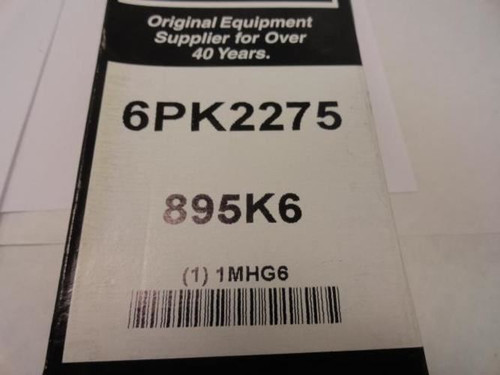 Original Equipment
Supplier for Over
40 Years.
6PK2275
895K6
(1) 1MHG6